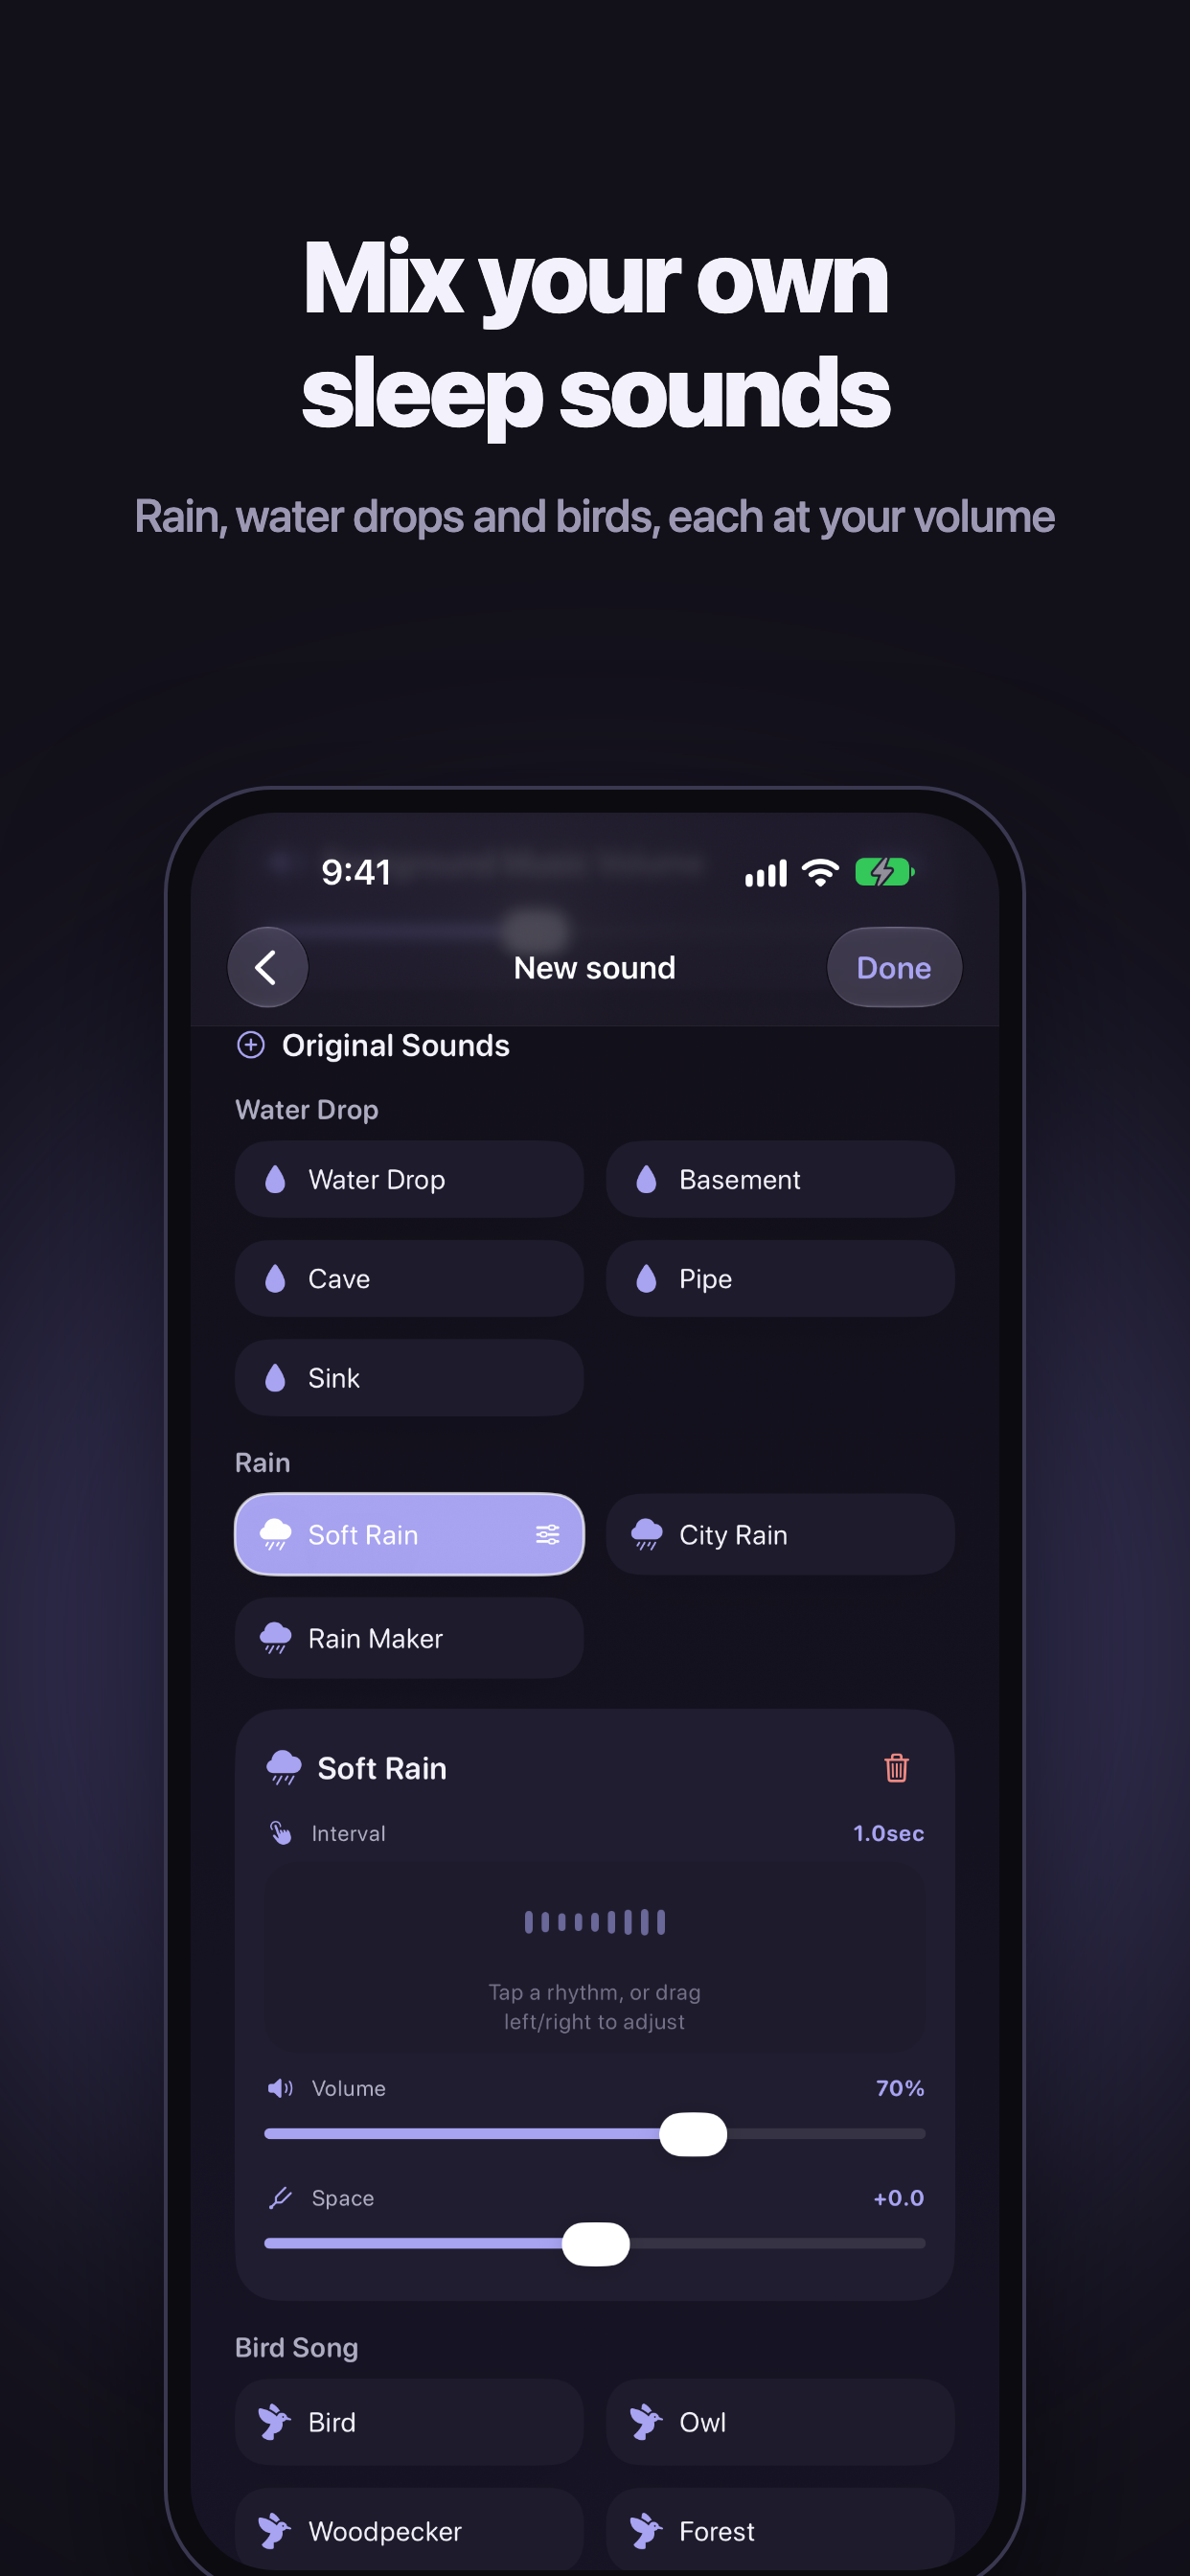 Mix your own
sleep sounds
Rain, water drops and birds, each at your volume
9:41
New sound
Done
Original Sounds
Water Drop
Water Drop
Basement
Cave
Pipe
Sink
Rain
Soft Rain
City Rain
Rain Maker
Soft Rain
Interval
1.0sec
Tap a rhythm, or drag
left/right to adjust
Volume
70%
Space
+0.0
Bird Song
Bird
Owl
Woodpecker
Forest